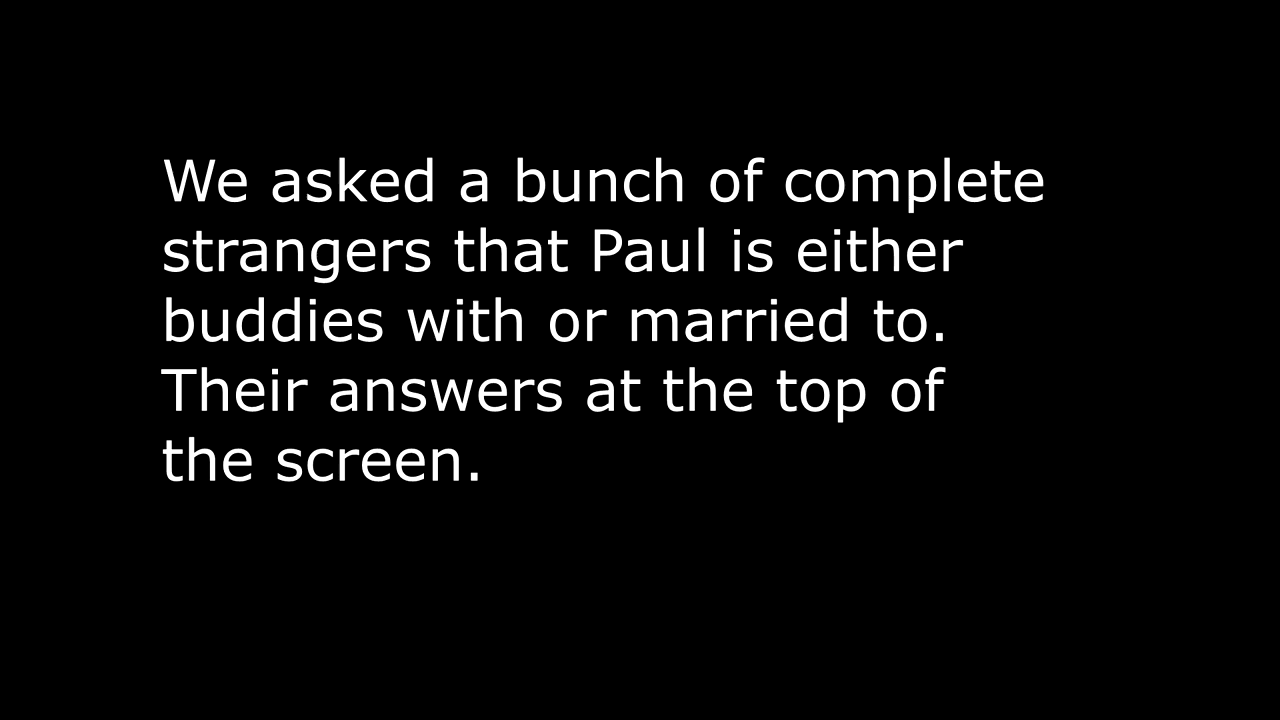 We asked a bunch of complete
strangers that Paul is either
buddies with or married to.
Their answers at the top of
the screen.